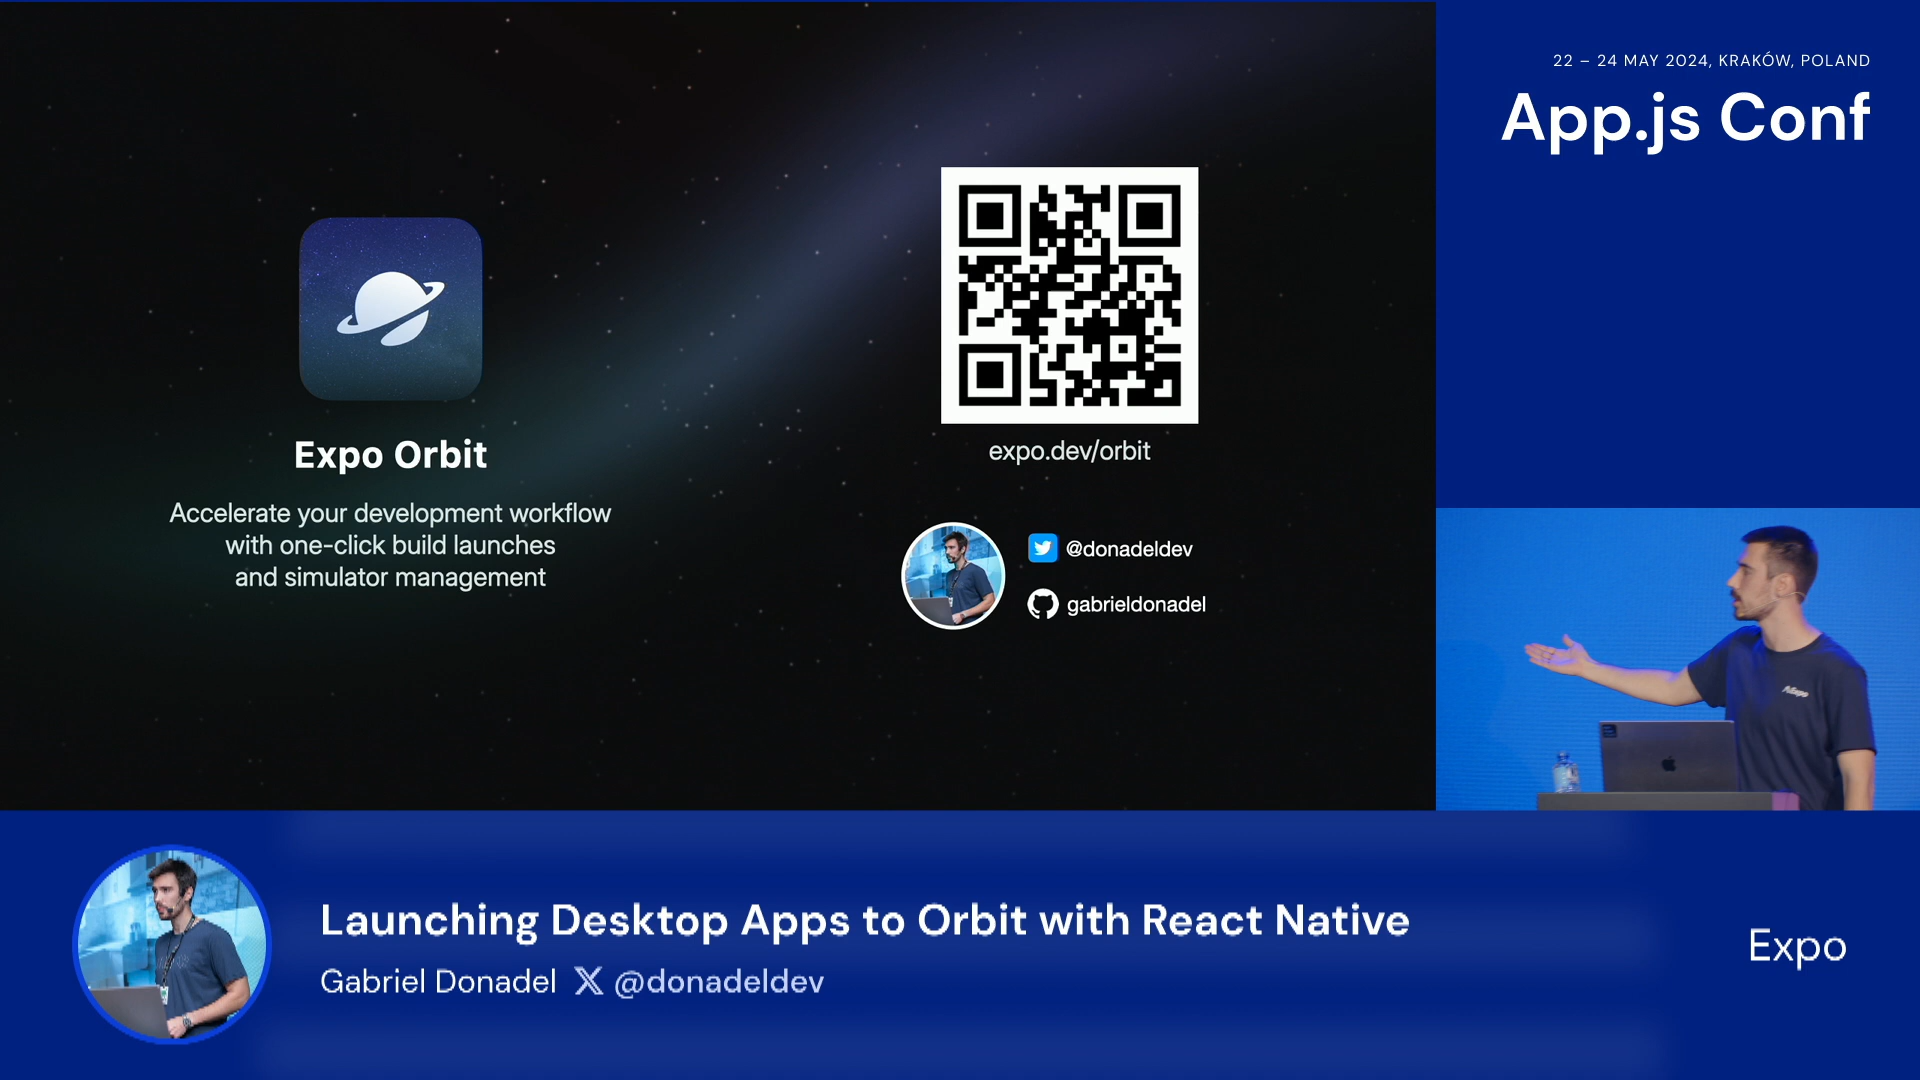 22 – 24 MAY 2024, KRAKÓW, POLAND
App.js Conf
Expo Orbit
Accelerate your development workflow
with one-click build launches
and simulator management
expo.dev/orbit
@donadeldev
gabrieldonadel
Expo
Launching Desktop Apps to Orbit with React Native
Gabriel Donadel X @donadeldev
Expo